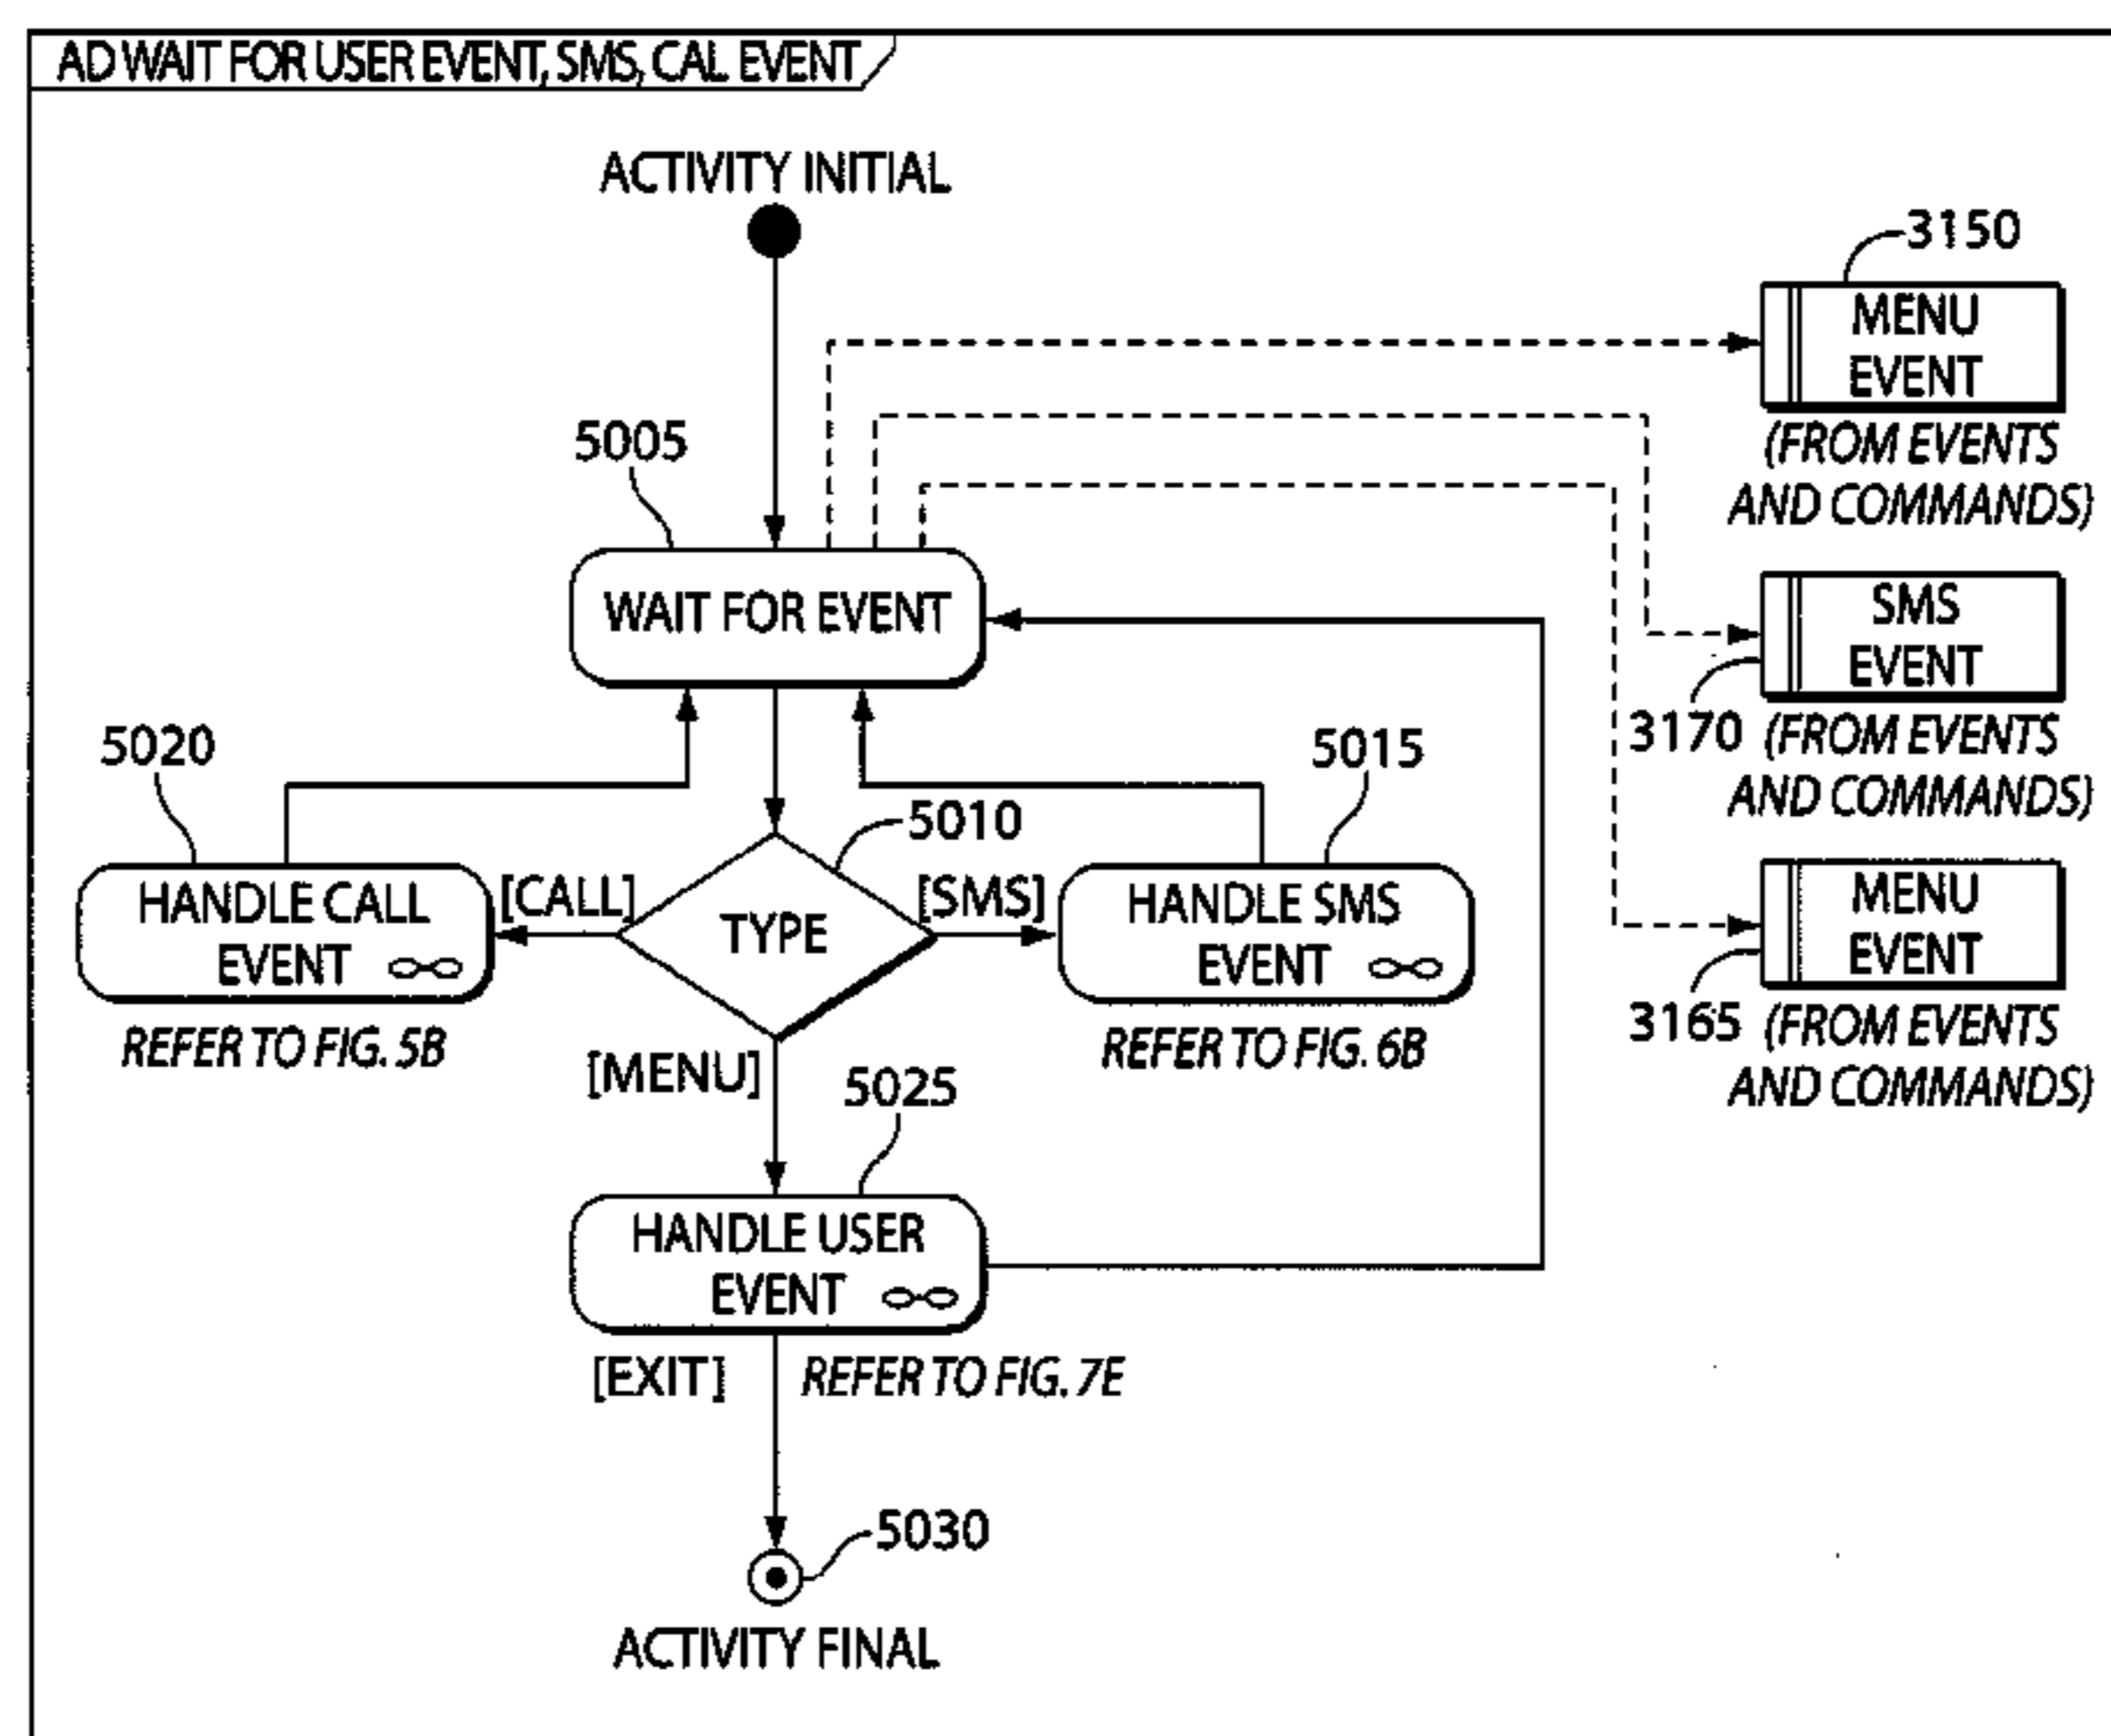 AD WAIT FOR USER EVENT, SMS, CAL EVENT
ACTIVITY INITIAL
3150
MENU
EVENT
(FROM EVENTS
AND COMMANDS)
5005
WAIT FOR EVENT
SMS
EVENT
3170
(FROM EVENTS
AND COMMANDS)
5020
5015
5010
HANDLE CALL
EVENT
[CALL]
TYPE
[SMS]
HANDLE SMS
EVENT
MENU
EVENT
3165
(FROM EVENTS
AND COMMANDS)
REFER TO FIG. 5B
REFER TO FIG. 6B
[MENU]
5025
HANDLE USER
EVENT
[EXIT]
REFER TO FIG. 7E
5030
ACTIVITY FINAL